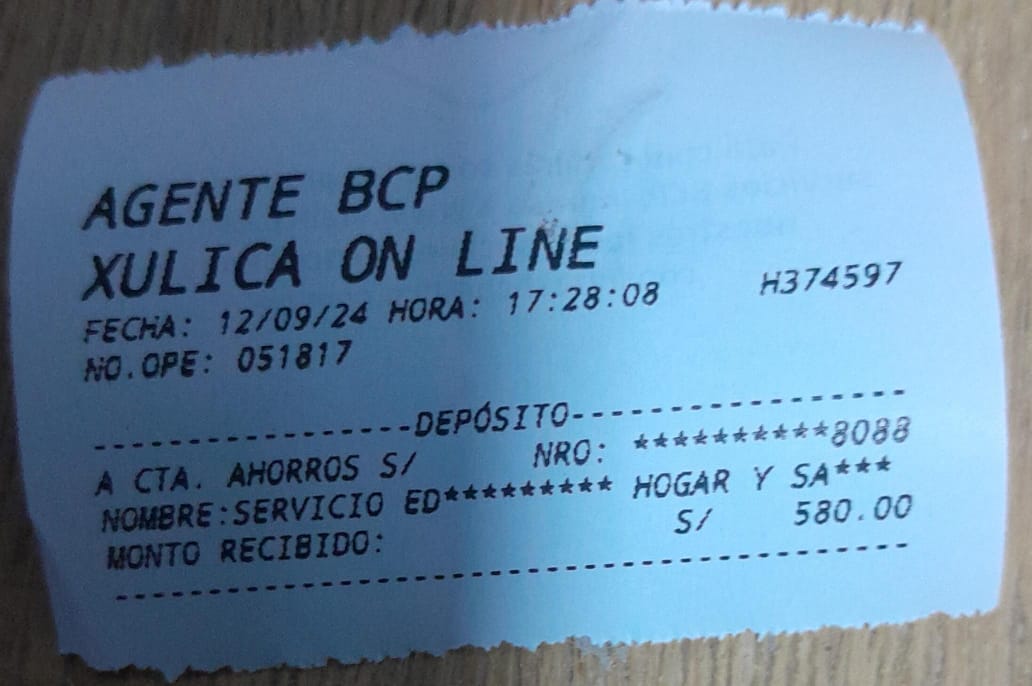 AGENTE BCP
XULICA ON LINE
FECHA: 12/09/24 HORA: 17:28:08 H374597
NO.OPE: 051817
-----------------DEPÓSITO------------------
A CTA. AHORROS S/ NRO: **********8088
NOMBRE:SERVICIO ED********* HOGAR Y SA***
MONTO RECIBIDO: S/ 580.00
--------------------------------------------